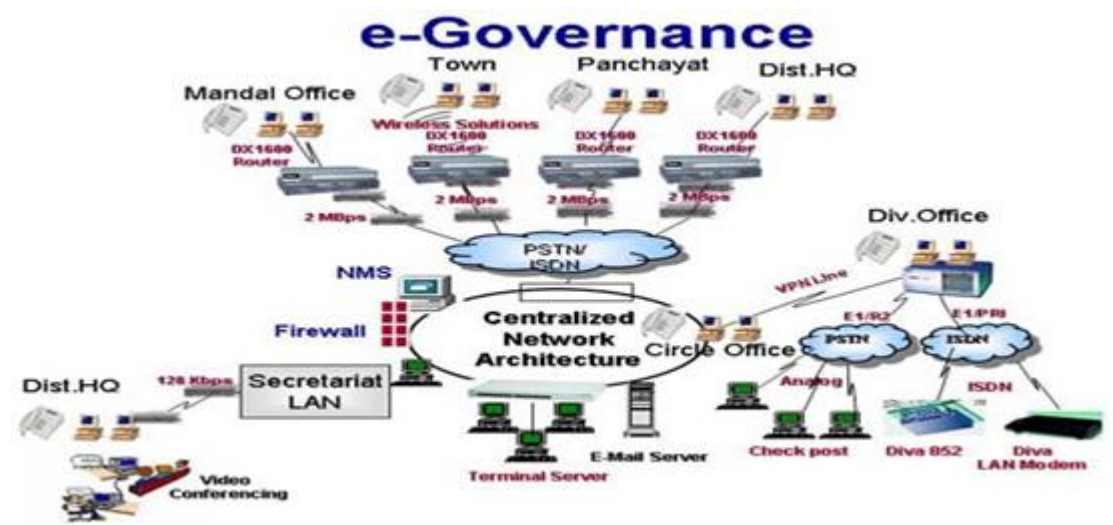 e-Governance
Town
Panchayat
Dist.HQ
Mandal Office
Wireless Solutions
DX1600
Router
DX1600
Router
DX1600
Router
DX1600
Router
2 MBps
2 MBps
2 MBps
2 MBps
PSTN/
ISDN
Div.Office
NMS
VPN Line
Firewall
Centralized
Network
Architecture
Circle Office
E1/R2
E1/PRI
PSTN
ISDN
Dist.HQ
128 Kbps
Secretariat
LAN
Analog
ISDN
Check post
Diva 852
Diva
LAN Modem
E-Mail Server
Terminal Server
Video
Conferencing